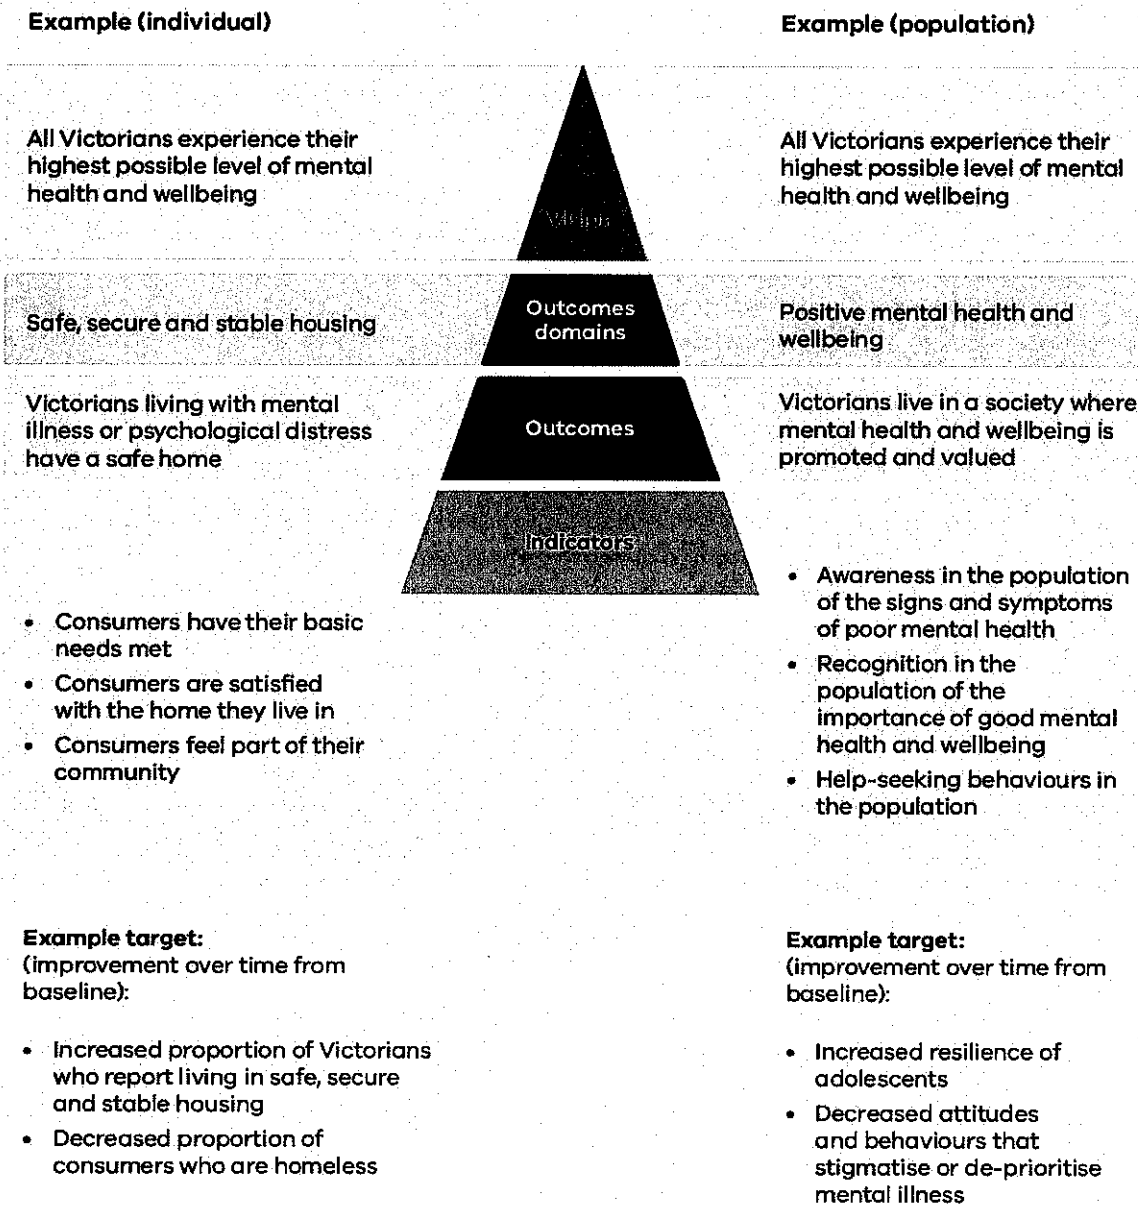 Example (individual)
Example (population)
All Victorians experience their
highest possible level of mental
health and wellbeing
Vision
All Victorians experience their
highest possible level of mental
health and wellbeing
Safe, secure and stable housing
Outcomes
domains
Positive mental health and
wellbeing
Victorians living with mental
illness or psychological distress
have a safe home
Outcomes
Victorians live in a society where
mental health and wellbeing is
promoted and valued
Indicators
• Consumers have their basic
needs met
• Consumers are satisfied
with the home they live in
• Consumers feel part of their
community
• Awareness in the population
of the signs and symptoms
of poor mental health
• Recognition in the
population of the
importance of good mental
health and wellbeing
• Help-seeking behaviours in
the population
Example target:
(improvement over time from
baseline):
• Increased proportion of Victorians
who report living in safe, secure
and stable housing
• Decreased proportion of
consumers who are homeless
Example target:
(improvement over time from
baseline):
• Increased resilience of
adolescents
• Decreased attitudes
and behaviours that
stigmatise or de-prioritise
mental illness